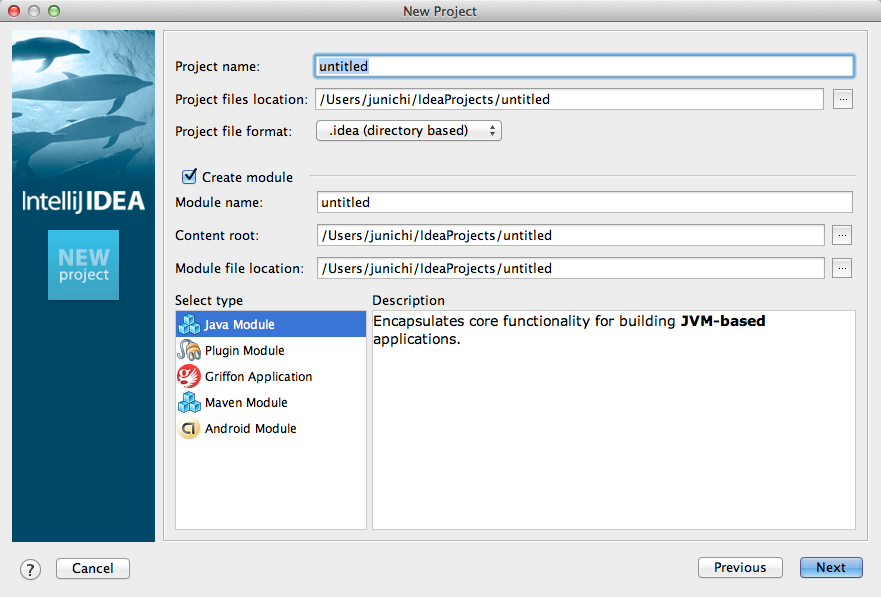 New Project
IntelliJ IDEA
NEW
project
Project name:
untitled
Project files location:
/Users/junichi/IdeaProjects/untitled
...
Project file format:
.idea (directory based)
Create module
Module name:
untitled
Content root:
/Users/junichi/IdeaProjects/untitled
...
Module file location:
/Users/junichi/IdeaProjects/untitled
...
Select type
Java Module
Plugin Module
Griffon Application
Maven Module
Android Module
Description
Encapsulates core functionality for building JVM-based
applications.
?
Cancel
Previous
Next